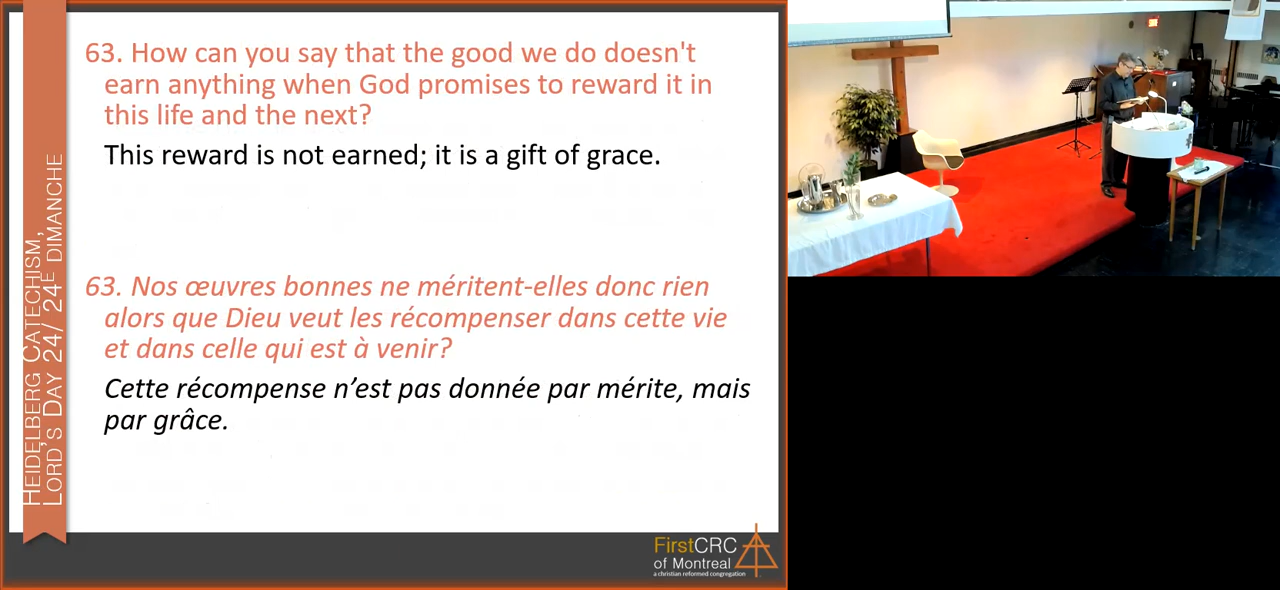 63. How can you say that the good we do doesn't
earn anything when God promises to reward it in
this life and the next?
This reward is not earned; it is a gift of grace.
63. Nos œuvres bonnes ne méritent-elles donc rien
alors que Dieu veut les récompenser dans cette vie
et dans celle qui est à venir?
Cette récompense n’est pas donnée par mérite, mais
par grâce.
HEIDELBERG CATECHISM,
LORD'S DAY 24/ 24E DIMANCHE
FirstCRC
of Montreal
a christian reformed congregation